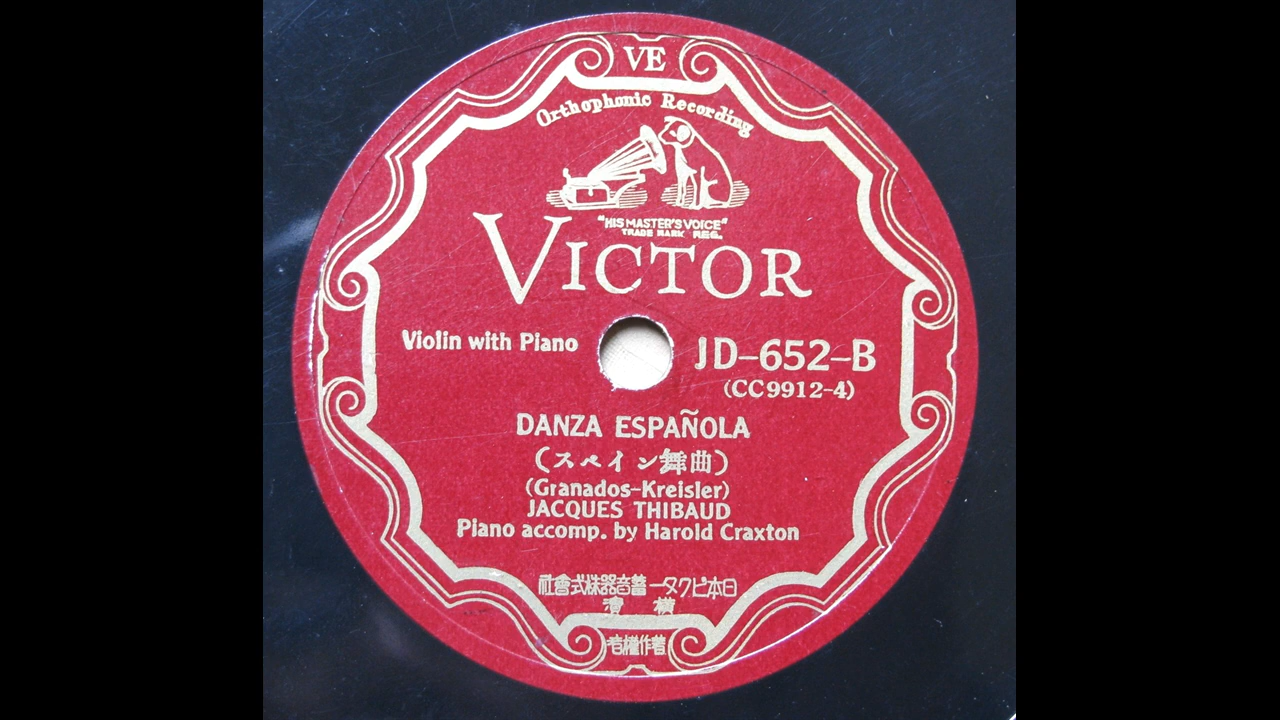 VE
Orthophonic Recording
"HIS MASTER'S VOICE"
TRADE MARK REG.
VICTOR
Violin with Piano
JD-652-B
(CC9912-4)
DANZA ESPAÑOLA
(スペイン舞曲)
(Granados-Kreisler)
JACQUES THIBAUD
Piano accomp. by Harold Craxton
社會式株器音蓄 ータクビ本日
濱 横
者權作著